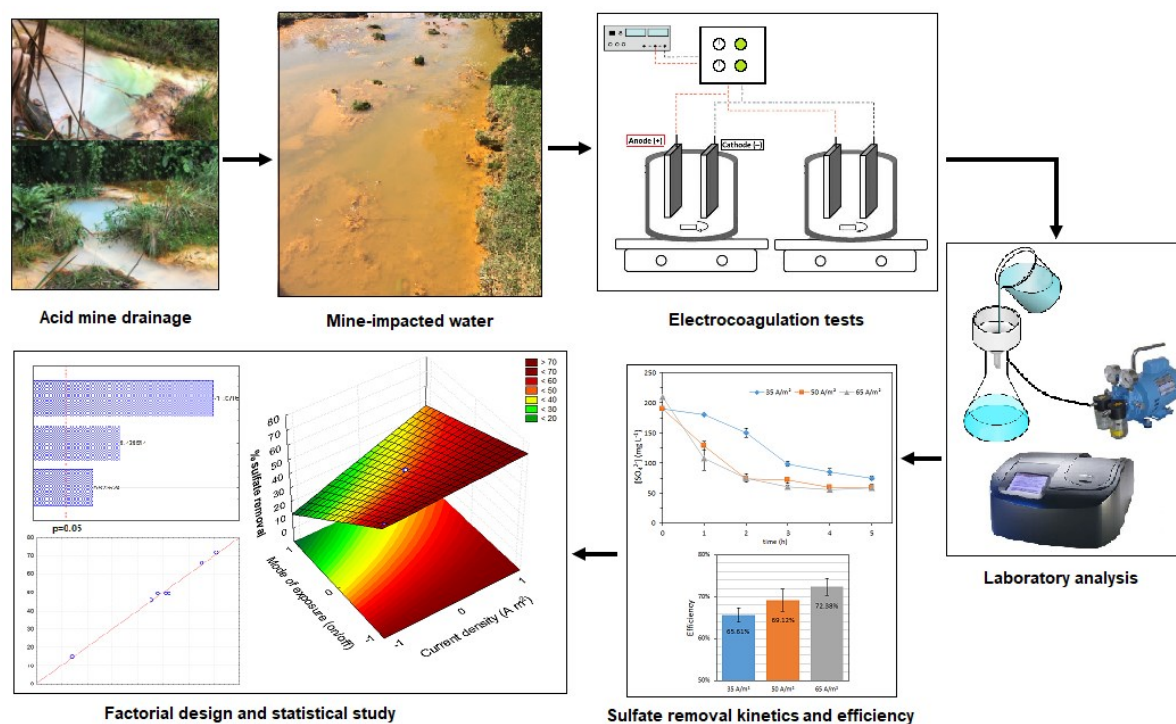 Anode (+)
Cathode (–)
Acid mine drainage
Mine-impacted water
Electrocoagulation tests
Laboratory analysis
p=0.05
80
70
60
50
40
30
20
10
0
% sulfate removal
80
70
60
50
40
30
20
10
0
Mode of exposure (on/off)
1
0
-1
Current density (A m²)
-1
0
1
> 70
< 70
< 60
< 50
< 40
< 30
< 20
Factorial design and statistical study
35 A/m² 50 A/m² 65 A/m²
[SO₄²⁻] (mg L⁻¹)
250
200
150
100
50
0
0 1 2 3 4 5
time (h)
Efficiency
80%
70%
60%
50%
65.61%
69.12%
72.38%
35 A/m² 50 A/m² 65 A/m²
Sulfate removal kinetics and efficiency